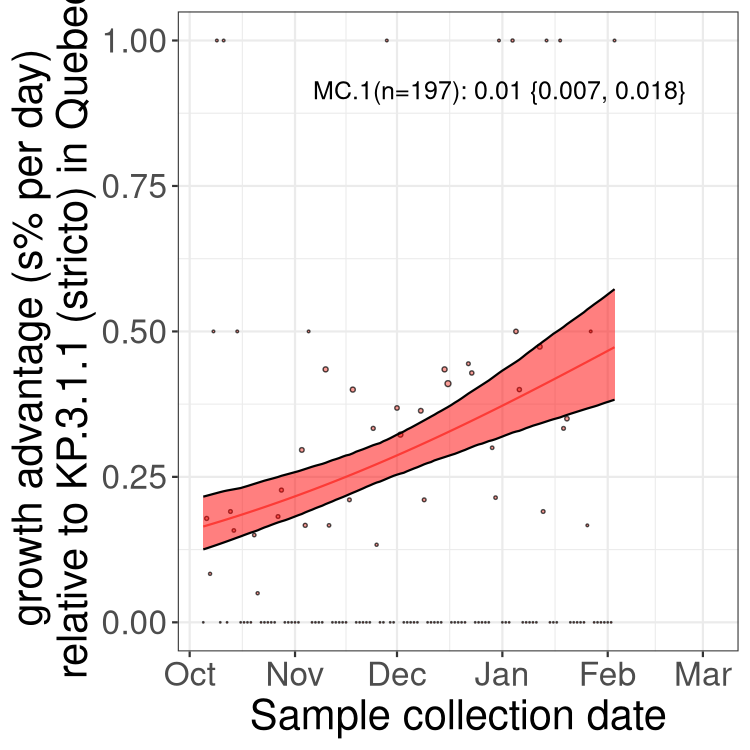 growth advantage (s% per day)
relative to KP.3.1.1 (stricto) in Quebec
1.00
0.75
0.50
0.25
0.00
MC.1(n=197): 0.01 {0.007, 0.018}
Oct Nov Dec Jan Feb Mar
Sample collection date